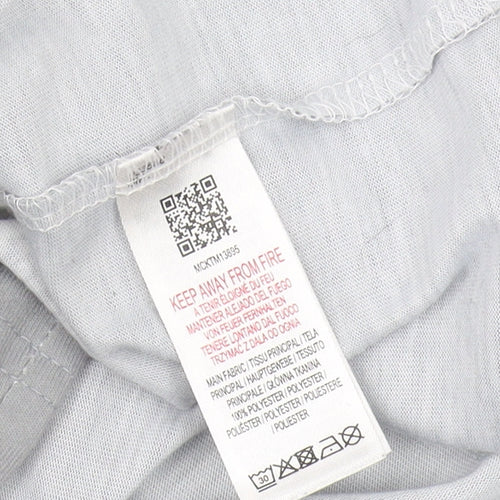 MCKTM13895
KEEP AWAY FROM FIRE
A TENIR ÉLOIGNÉ DU FEU
MANTENER ALEJADO DEL FUEGO
VON FEUER FERNHALTEN
TENERE LONTANO DAL FUOCO
TRZYMAĆ Z DALA OD OGNIA
MAIN FABRIC / TISSU PRINCIPAL / TELA
PRINCIPAL / HAUPTGEWEBE / TESSUTO
PRINCIPALE / GŁÓWNA TKANINA
100% POLYESTER / POLYESTER /
POLIÉSTER / POLYESTER / POLIESTERE
/ POLIESTER
30